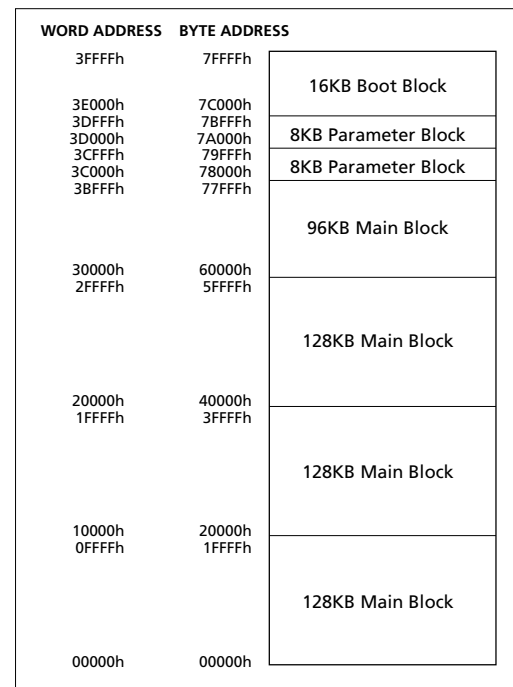 WORD ADDRESS BYTE ADDRESS
3FFFFh 7FFFFh
16KB Boot Block
3E000h 7C000h
3DFFFh 7BFFFh
3D000h 7A000h 8KB Parameter Block
3CFFFh 79FFFh
3C000h 78000h 8KB Parameter Block
3BFFFh 77FFFh
96KB Main Block
30000h 60000h
2FFFFh 5FFFFh
128KB Main Block
20000h 40000h
1FFFFh 3FFFFh
128KB Main Block
10000h 20000h
0FFFFh 1FFFFh
128KB Main Block
00000h 00000h